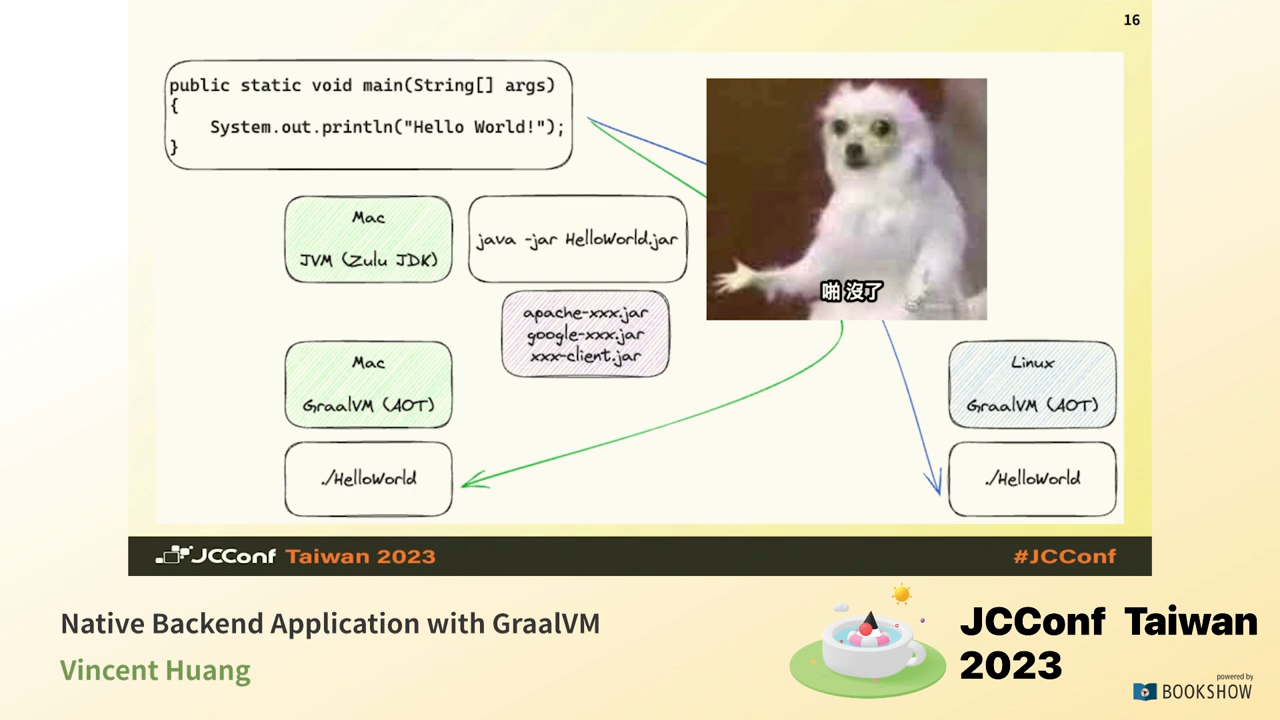 16
public static void main(String[] args)
{
System.out.println("Hello World!");
}
Mac
JVM (Zulu JDK)
java -jar HelloWorld.jar
啪 沒了
apache-xxx.jar
google-xxx.jar
xxx-client.jar
Mac
GraalVM (AOT)
./HelloWorld
Linux
GraalVM (AOT)
./HelloWorld
JCConf Taiwan 2023
#JCConf
Native Backend Application with GraalVM
Vincent Huang
JCConf Taiwan
2023
powered by
BOOKSHOW